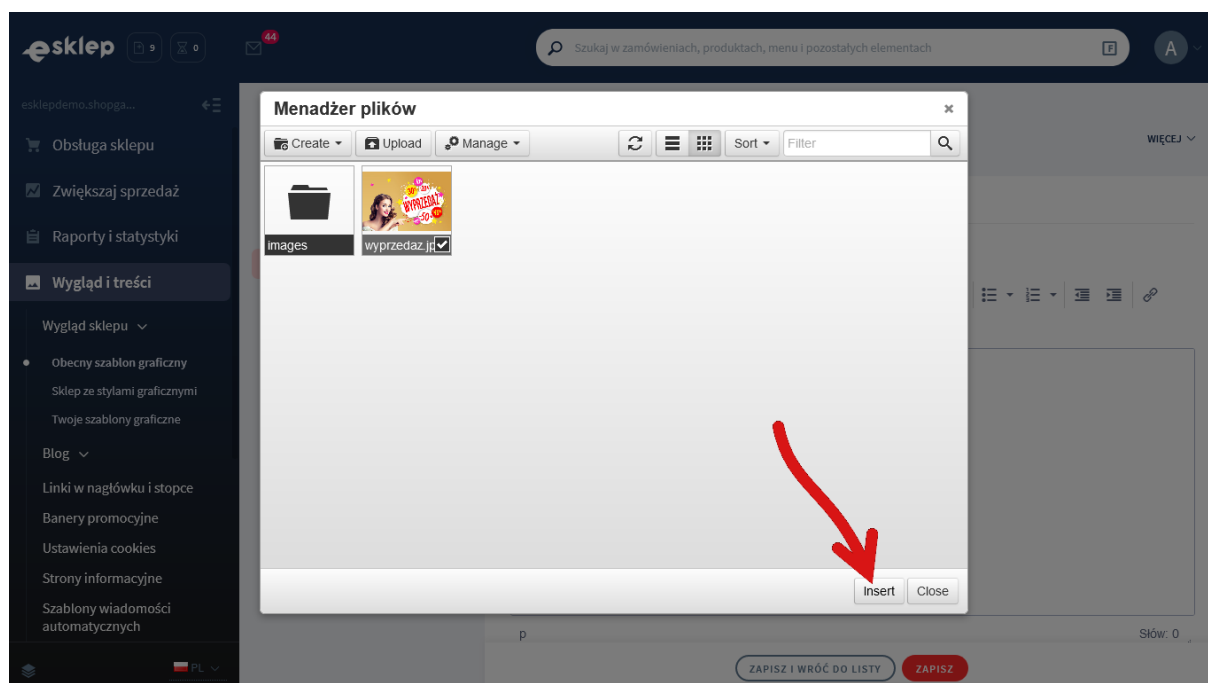 esklep
9
0
44
Szukaj w zamówieniach, produktach, menu i pozostałych elementach
F
A
esklepdemo.shopga...
Obsługa sklepu
Zwiększaj sprzedaż
Raporty i statystyki
Wygląd i treści
Wygląd sklepu
Obecny szablon graficzny
Sklep ze stylami graficznymi
Twoje szablony graficzne
Blog
Linki w nagłówku i stopce
Banery promocyjne
Ustawienia cookies
Strony informacyjne
Szablony wiadomości
automatycznych
PL
WIĘCEJ
Menadżer plików
Create
Upload
Manage
Sort
Filter
30%
WYPRZEDAŻ
-50%
images
wyprzedaz.jp
Insert
Close
p
Słów: 0
ZAPISZ I WRÓĆ DO LISTY
ZAPISZ